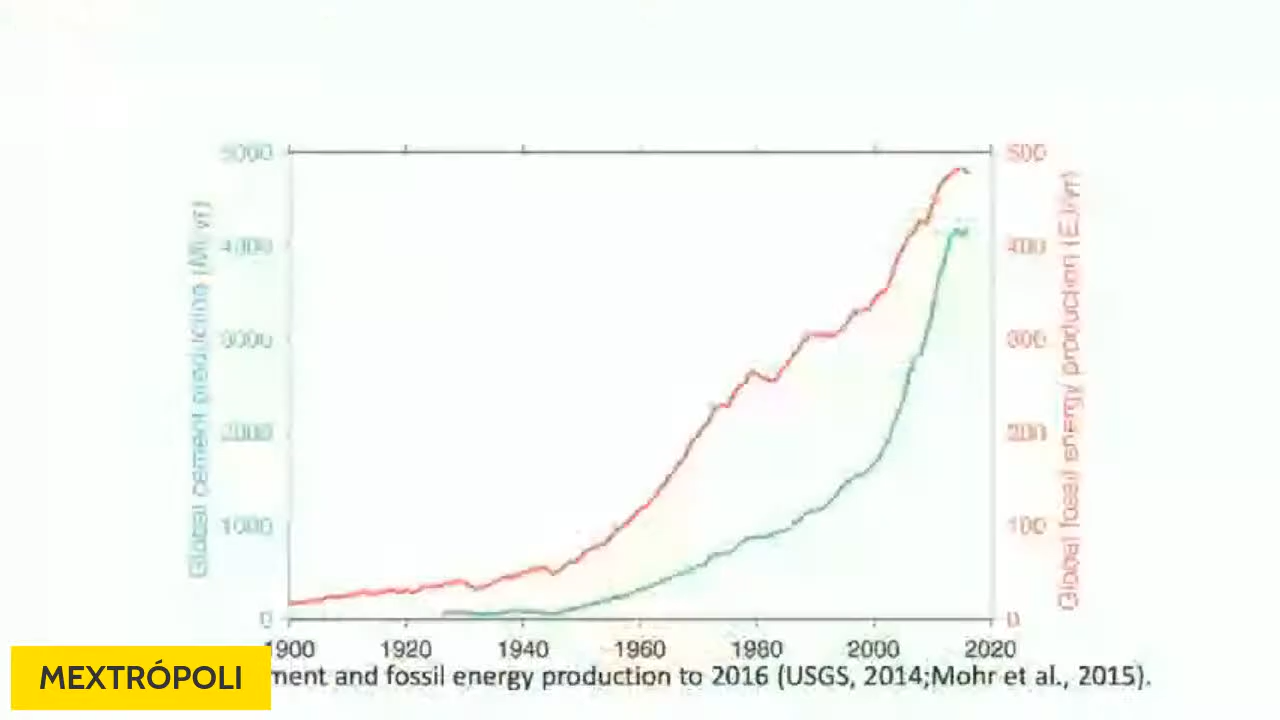 5000
500
4000
400
3000
300
2000
200
1000
100
0
0
Global cement production (Mt/yr)
Global fossil energy production (EJ/yr)
1900 1920 1940 1960 1980 2000 2020
ment and fossil energy production to 2016 (USGS, 2014;Mohr et al., 2015).
MEXTRÓPOLI